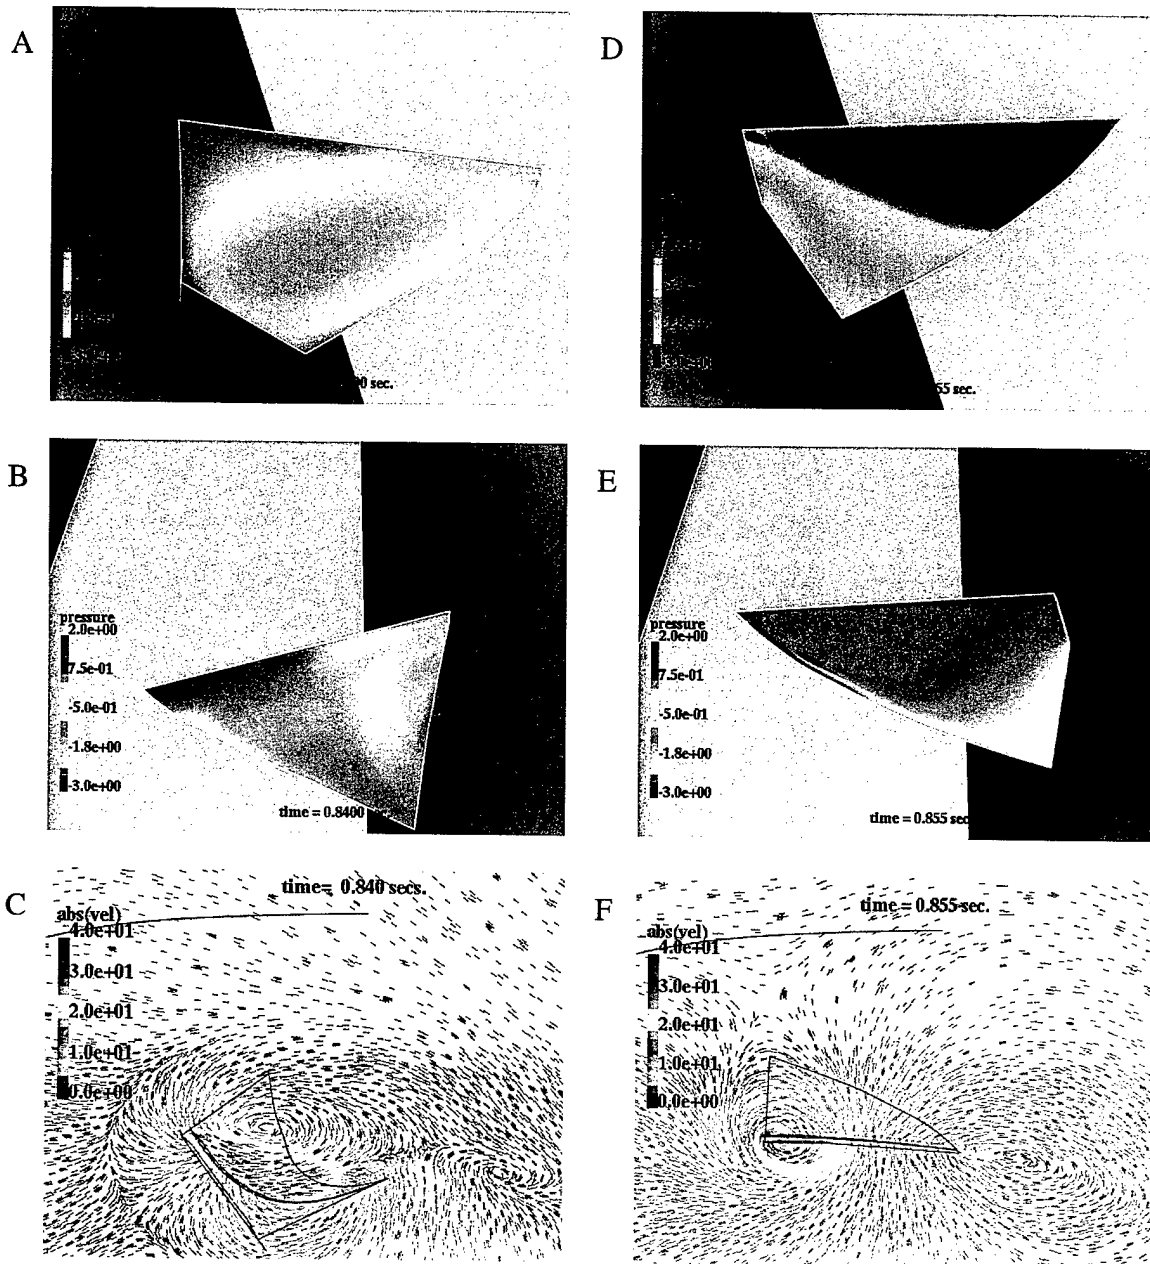 A
0 sec.
D
55 sec.
B
pressure
2.0e+00
7.5e-01
-5.0e-01
-1.8e+00
-3.0e+00
time = 0.8400
E
pressure
2.0e+00
7.5e-01
-5.0e-01
-1.8e+00
-3.0e+00
time = 0.855 sec
C
time= 0.840 secs.
abs(vel)
4.0e+01
3.0e+01
2.0e+01
1.0e+01
0.0e+00
F
time = 0.855 sec.
abs(vel)
4.0e+01
3.0e+01
2.0e+01
1.0e+01
0.0e+00